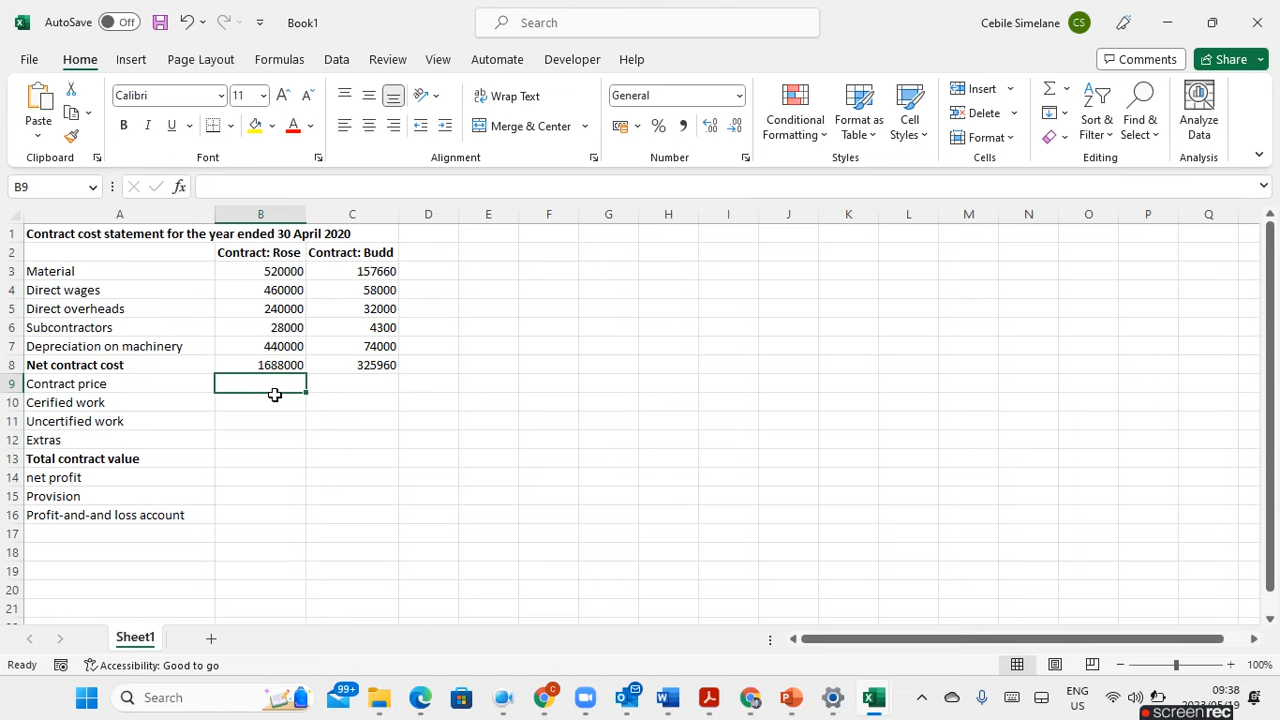 AutoSave Off Book1 Search Cebile Simelane CS
File Home Insert Page Layout Formulas Data Review View Automate Developer Help Comments Share
Paste Calibri 11 Wrap Text General Conditional Formatting Format as Table Cell Styles Insert Sort & Filter Find & Select Analyze Data
B I U Merge & Center % Delete
Format
Clipboard Font Alignment Number Styles Cells Editing Analysis
B9 fx
A B C D E F G H I J K L M N O P Q
1 Contract cost statement for the year ended 30 April 2020
2 Contract: Rose Contract: Budd
3 Material 520000 157660
4 Direct wages 460000 58000
5 Direct overheads 240000 32000
6 Subcontractors 28000 4300
7 Depreciation on machinery 440000 74000
8 Net contract cost 1688000 325960
9 Contract price
10 Cerified work
11 Uncertified work
12 Extras
13 Total contract value
14 net profit
15 Provision
16 Profit-and-and loss account
17
18
19
20
21
Sheet1
Ready Accessibility: Good to go 100%
Search 99+ ENG US 09:38 2023/05/19
screenrec